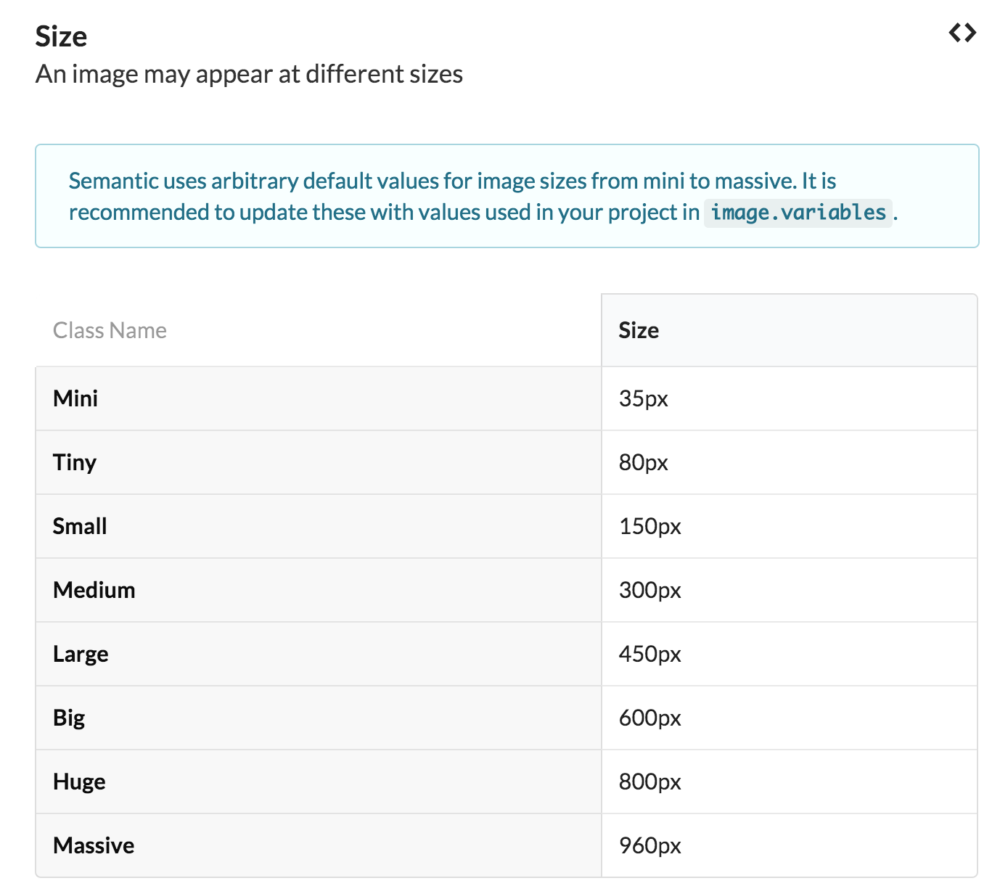 Size
<>
An image may appear at different sizes
Semantic uses arbitrary default values for image sizes from mini to massive. It is
recommended to update these with values used in your project in image.variables.
Class Name Size
Mini 35px
Tiny 80px
Small 150px
Medium 300px
Large 450px
Big 600px
Huge 800px
Massive 960px